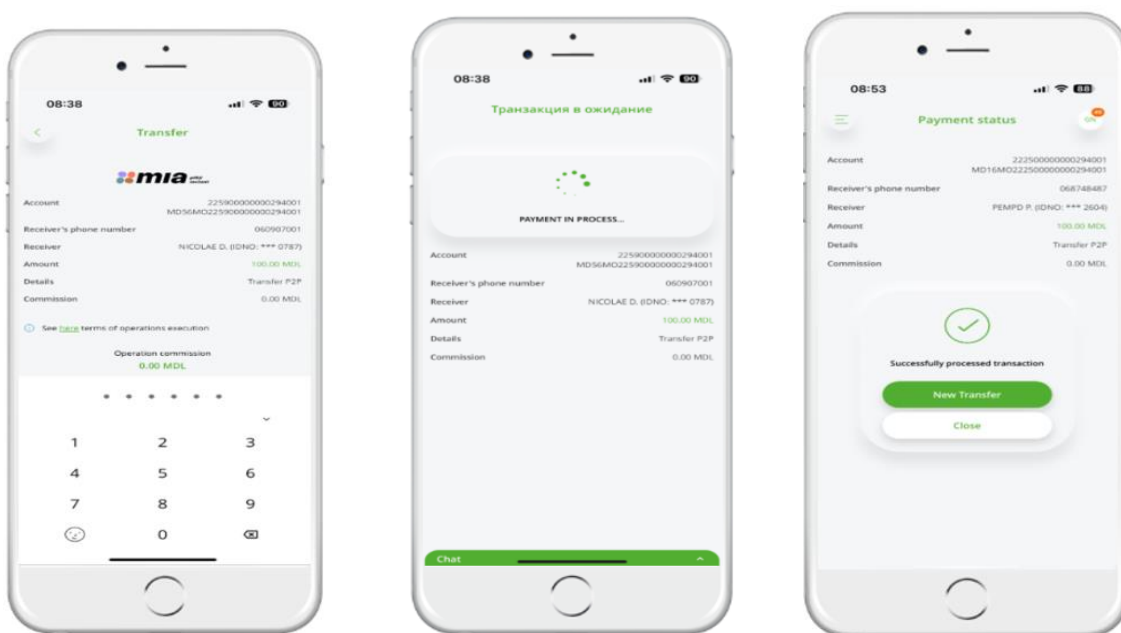 08:38
90
Transfer
mia
Account 225900000000294001
MD56MO225900000000294001
Receiver's phone number 060907001
Receiver NICOLAE D. (IDNO: *** 0787)
Amount 100.00 MDL
Details Transfer P2P
Commission 0.00 MDL
See here terms of operations execution
Operation commission
0.00 MDL
1 2 3
4 5 6
7 8 9
0
08:38
90
Транзакция в ожидание
PAYMENT IN PROCESS...
Account 225900000000294001
MD56MO225900000000294001
Receiver's phone number 060907001
Receiver NICOLAE D. (IDNO: *** 0787)
Amount 100.00 MDL
Details Transfer P2P
Commission 0.00 MDL
Chat
08:53
88
Payment status
Account 222500000000294001
MD16MO222500000000294001
Receiver's phone number 068748487
Receiver PEMPD P. (IDNO: *** 2604)
Amount 100.00 MDL
Details Transfer P2P
Commission 0.00 MDL
Successfully processed transaction
New Transfer
Close